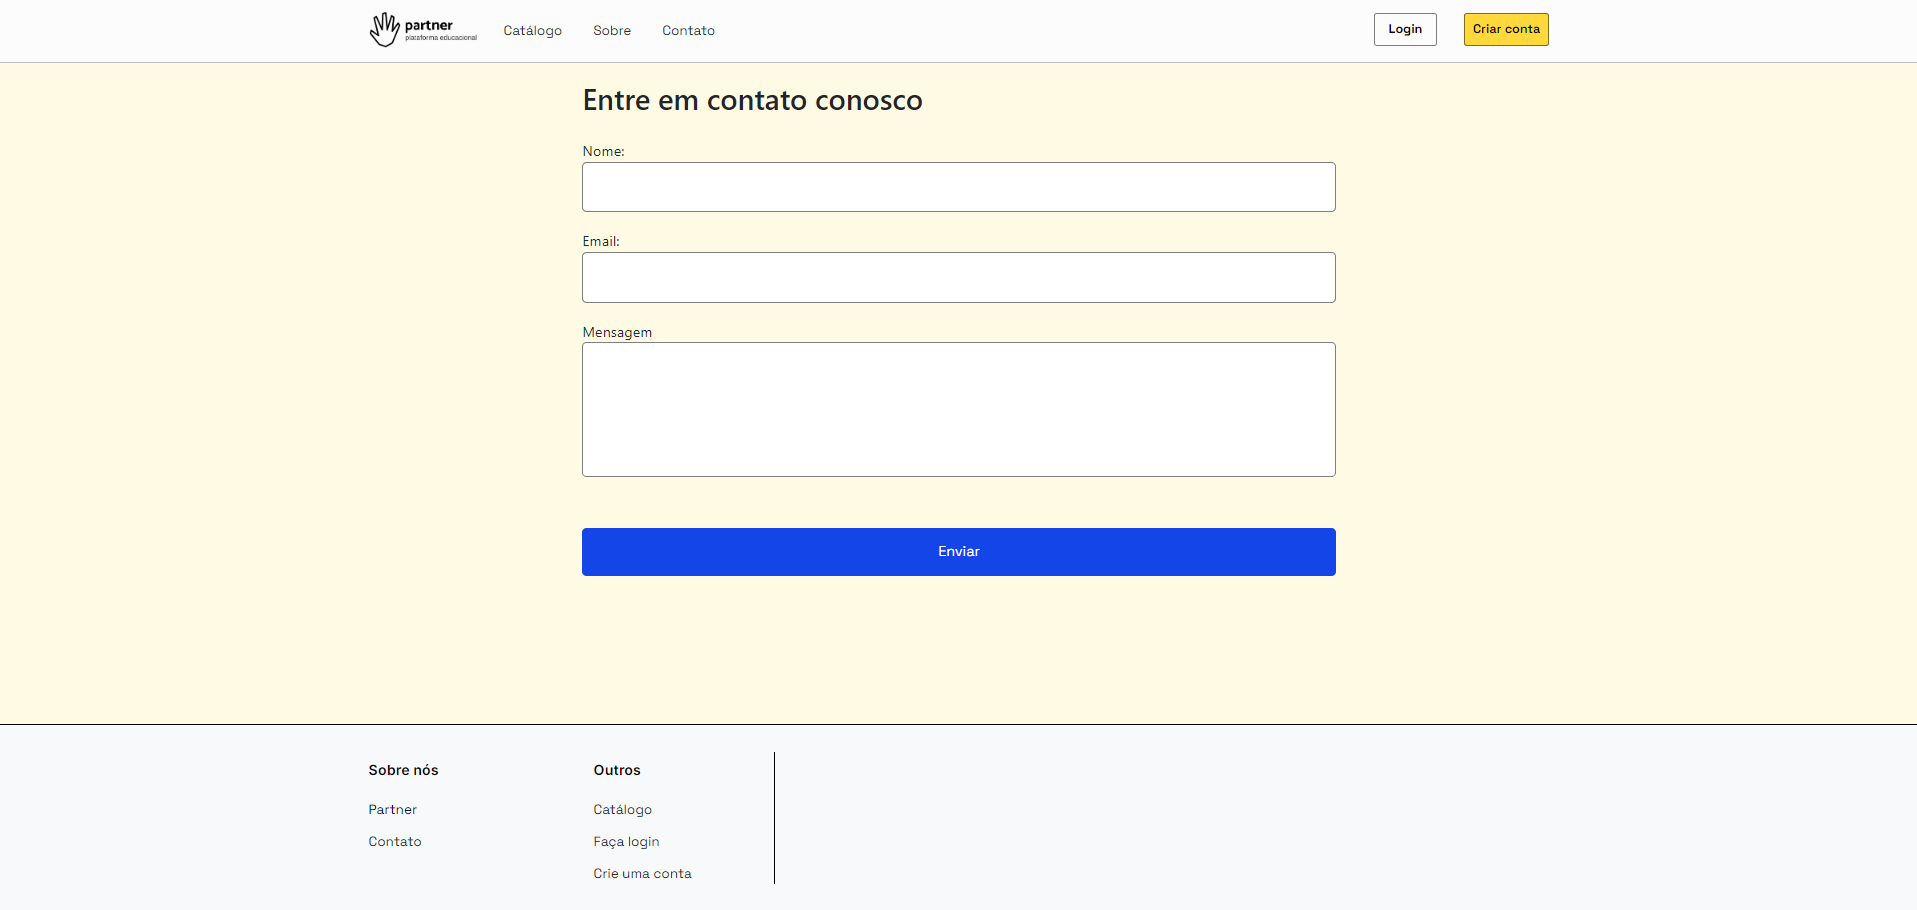 partner
plataforma educacional
Catálogo
Sobre
Contato
Login
Criar conta
Entre em contato conosco
Nome:
Email:
Mensagem
Enviar
Sobre nós
Partner
Contato
Outros
Catálogo
Faça login
Crie uma conta